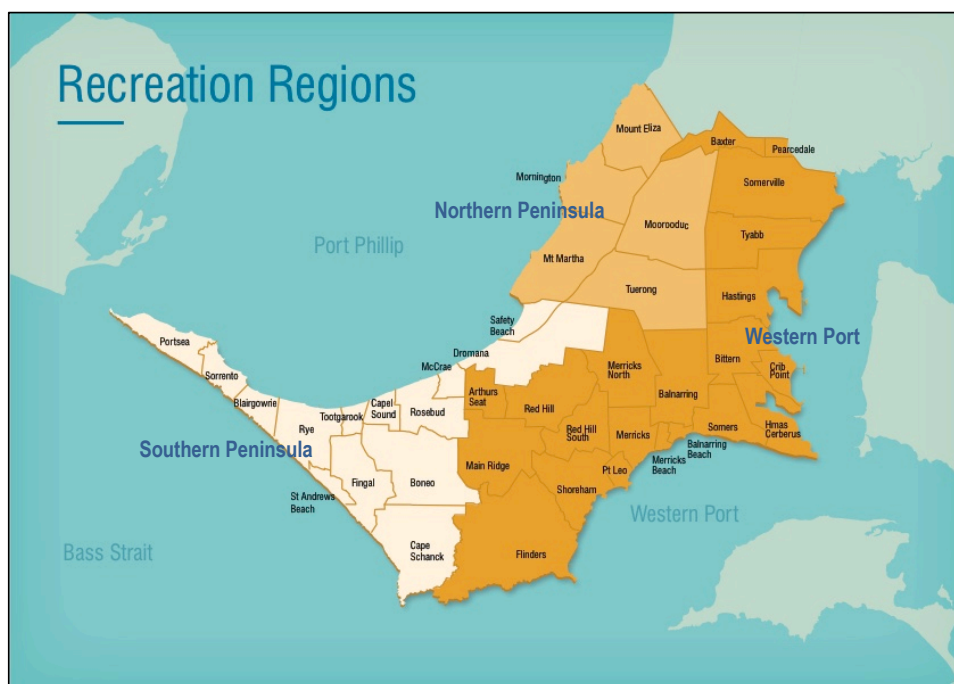 Recreation Regions
Mount Eliza
Baxter
Pearcedale
Mornington
Somerville
Northern Peninsula
Moorooduc
Tyabb
Port Phillip
Mt Martha
Tuerong
Hastings
Safety
Beach
Western Port
Portsea
Dromana
Sorrento
McCrae
Merricks
North
Bittern
Crib
Point
Blairgowrie
Arthurs
Seat
Balnarring
Capel
Sound
Rosebud
Red Hill
Tootgarook
Rye
Red Hill
South
Merricks
Somers
Hmas
Cerberus
Southern Peninsula
Balnarring
Beach
Merricks
Beach
Main Ridge
Pt Leo
Fingal
Boneo
Shoreham
St Andrews
Beach
Western Port
Bass Strait
Cape
Schanck
Flinders